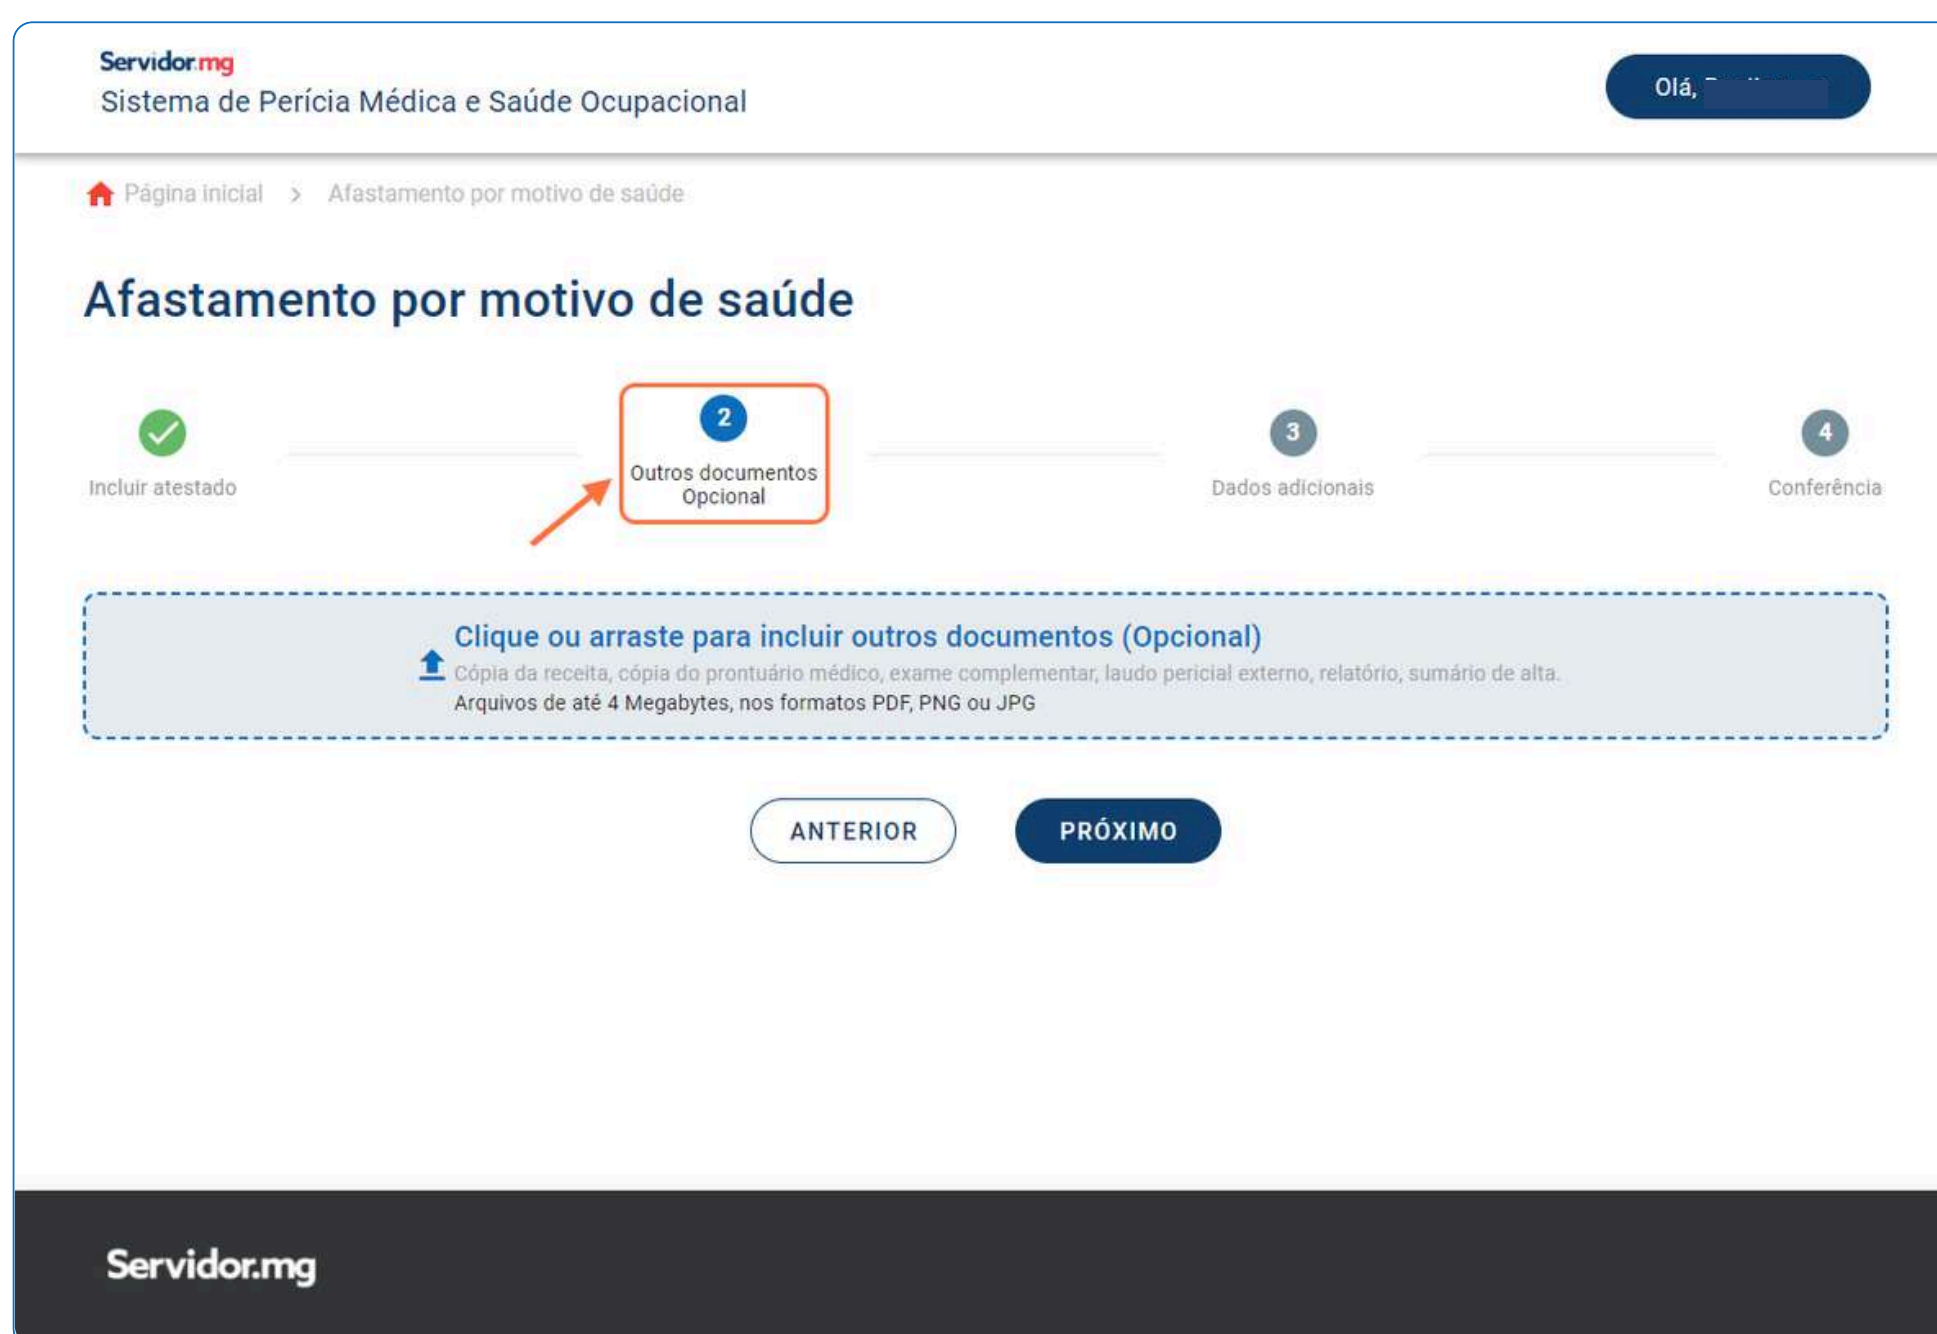 Servidor.mg
Sistema de Perícia Médica e Saúde Ocupacional
Olá,
Página inicial > Afastamento por motivo de saúde
Afastamento por motivo de saúde
2
3
4
Incluir atestado
Outros documentos
Opcional
Dados adicionais
Conferência
Clique ou arraste para incluir outros documentos (Opcional)
Cópia da receita, cópia do prontuário médico, exame complementar, laudo pericial externo, relatório, sumário de alta.
Arquivos de até 4 Megabytes, nos formatos PDF, PNG ou JPG
ANTERIOR
PRÓXIMO
Servidor.mg